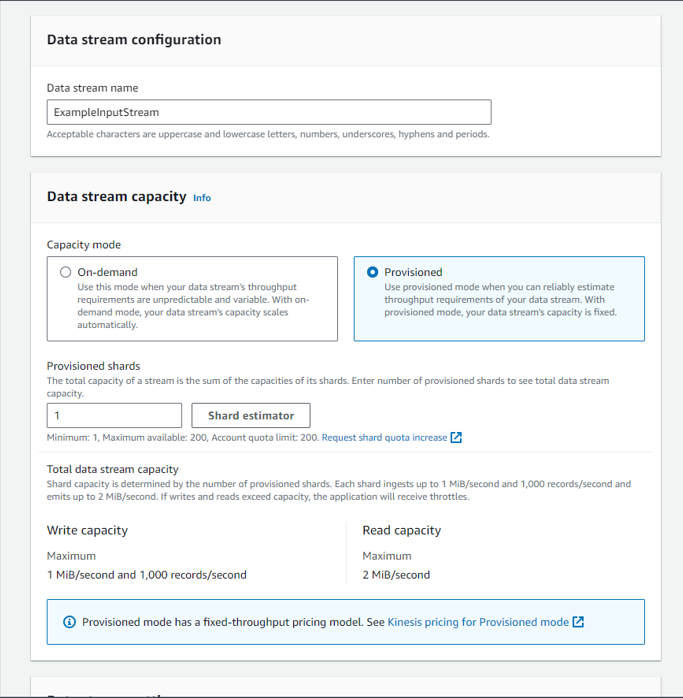 Data stream configuration
Data stream name
ExampleInputStream
Acceptable characters are uppercase and lowercase letters, numbers, underscores, hyphens and periods.
Data stream capacity Info
Capacity mode
On-demand
Use this mode when your data stream's throughput
requirements are unpredictable and variable. With on-
demand mode, your data stream's capacity scales
automatically.
Provisioned
Use provisioned mode when you can reliably estimate
throughput requirements of your data stream. With
provisioned mode, your data stream's capacity is fixed.
Provisioned shards
The total capacity of a stream is the sum of the capacities of its shards. Enter number of provisioned shards to see total data stream
capacity.
1 Shard estimator
Minimum: 1, Maximum available: 200, Account quota limit: 200. Request shard quota increase
Total data stream capacity
Shard capacity is determined by the number of provisioned shards. Each shard ingests up to 1 MiB/second and 1,000 records/second and
emits up to 2 MiB/second. If writes and reads exceed capacity, the application will receive throttles.
Write capacity
Maximum
1 MiB/second and 1,000 records/second
Read capacity
Maximum
2 MiB/second
Provisioned mode has a fixed-throughput pricing model. See Kinesis pricing for Provisioned mode